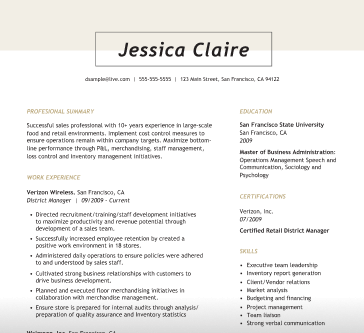 Jessica Claire
dsample@live.com | 555-555-5555 | 123 Main Street, San Francisco, CA 94122
PROFESIONAL SUMMARY
Successful sales professional with 10+ years experience in large-scale
food and retail environments. Implement cost control measures to
ensure operations remain within company targets. Maximize bottom-
line performance through P&L, merchandising, staff management,
loss control and inventory management initiatives.
WORK EXPERIENCE
Verizon Wireless, San Francisco, CA
District Manager | 09/2009 - Current
• Directed recruitment/training/staff development initiatives
to maximize productivity and revenue potential through
development of a sales team.
• Successfully increased employee retention by created a
positive work environment in 18 stores.
• Administered daily operations to ensure policies were adhered
to and understood by sales staff.
• Cultivated strong business relationships with customers to
drive business development.
• Planned and executed floor merchandising initiatives in
collaboration with merchandise management.
• Ensure store is prepared for internal audits through analysis/
preparation of quality assurance and Inventory statistics
EDUCATION
San Francisco State University
San Francisco, CA
2009
Master of Business Administration:
Operations Management Speech and
Communication, Sociology and
Psychology
CERTIFICATIONS
Verizon, Inc.
07/2009
Certified Retail District Manager
SKILLS
• Executive team leadership
• Inventory report generation
• Client/Vendor relations
• Market analysis
• Budgeting and financing
• Project management
• Team liaison
• Strong verbal communication